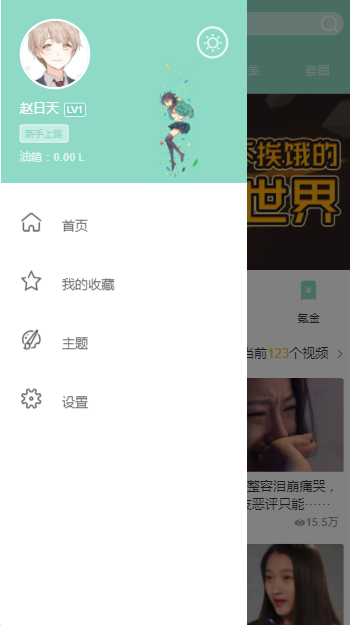 赵日天 LV1
新手上路
油箱：0.00 L
首页
我的收藏
主题
设置
美 套图
挨饿的
世界
氪金
当前123个视频
整容泪崩痛哭，
恶评只能……
15.5万